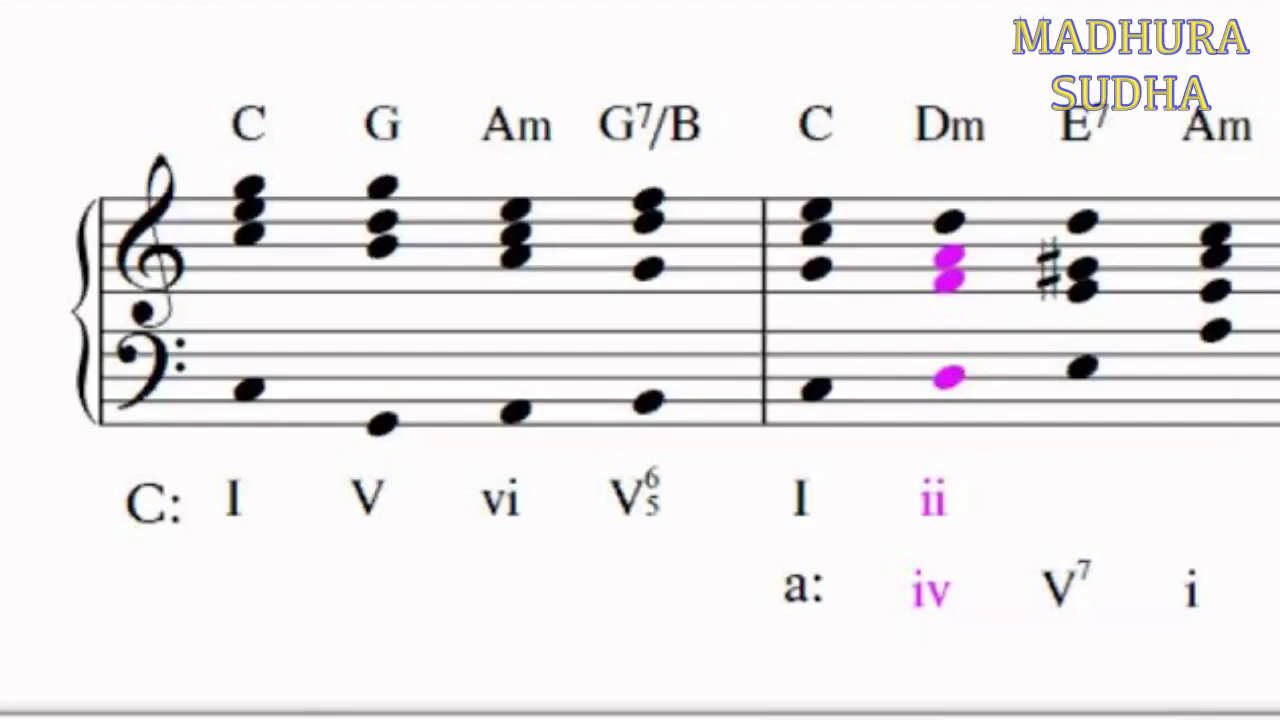 MADHURA
SUDHA
C G Am G7/B C Dm E7 Am
C: I V vi V6/5 I ii
a: iv V7 i